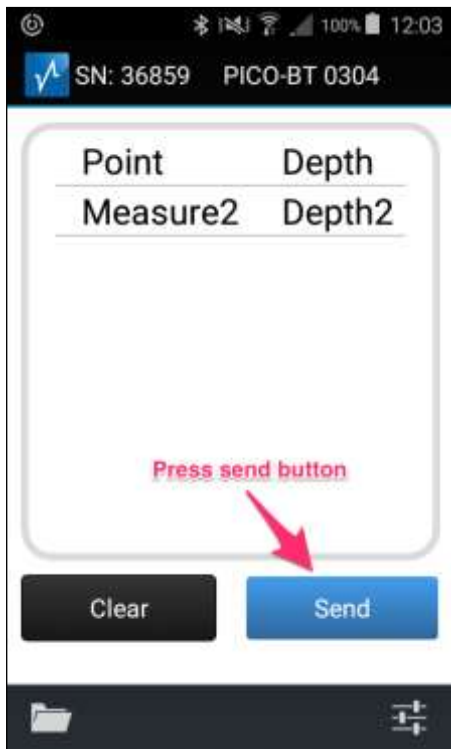 100% 12:03
SN: 36859 PICO-BT 0304
Point Depth
Measure2 Depth2
Press send button
Clear Send